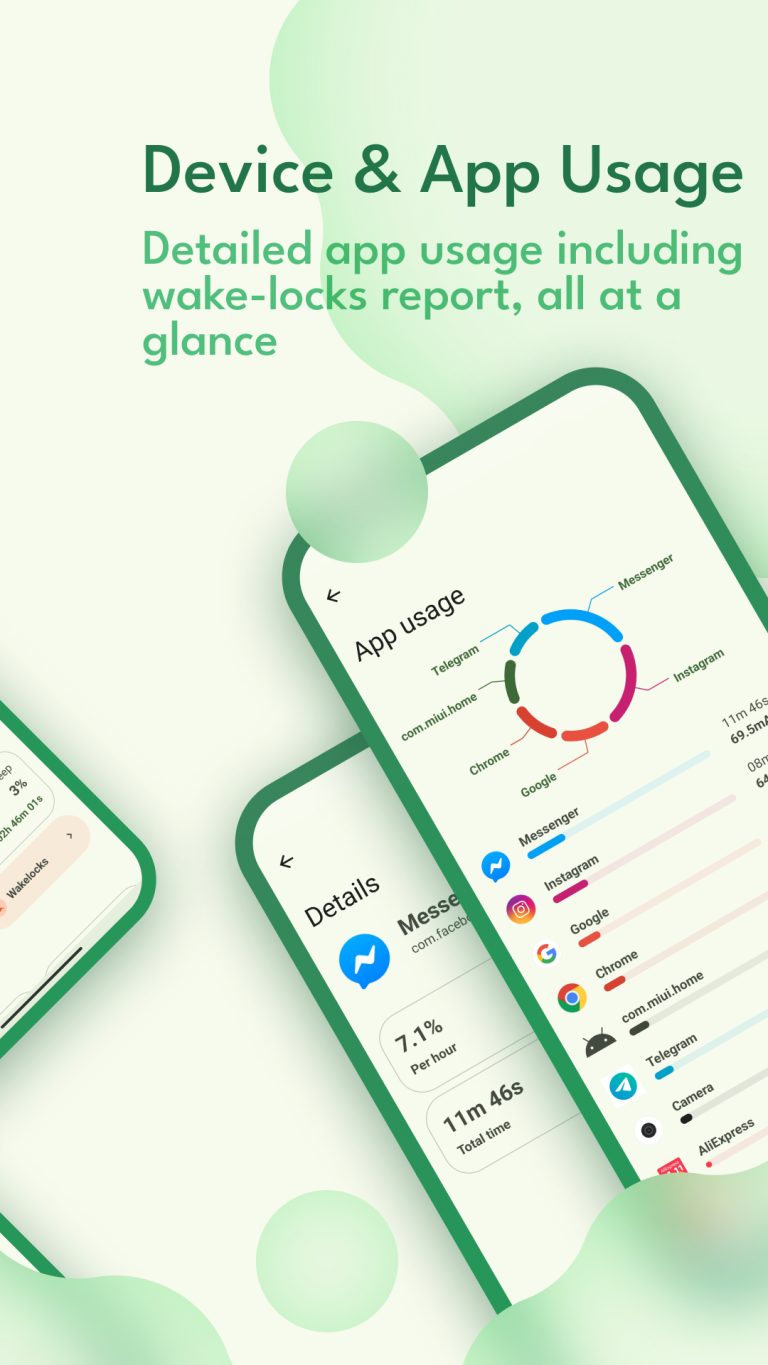 Device & App Usage
Detailed app usage including
wake-locks report, all at a
glance
App usage
Messenger
Telegram
Instagram
com.miui.home
Chrome
Google
Messenger
11m 46s
Instagram
Google
Chrome
com.miui.home
Telegram
Camera
AliExpress
3%
Wakelocks
Details
7.1%
Per hour
11m 46s
Total time